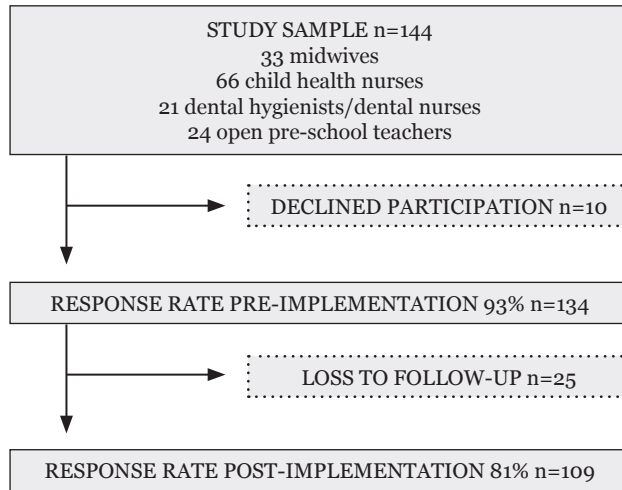 STUDY SAMPLE n=144
33 midwives
66 child health nurses
21 dental hygienists/dental nurses
24 open pre-school teachers
DECLINED PARTICIPATION n=10
RESPONSE RATE PRE-IMPLEMENTATION 93% n=134
LOSS TO FOLLOW-UP n=25
RESPONSE RATE POST-IMPLEMENTATION 81% n=109